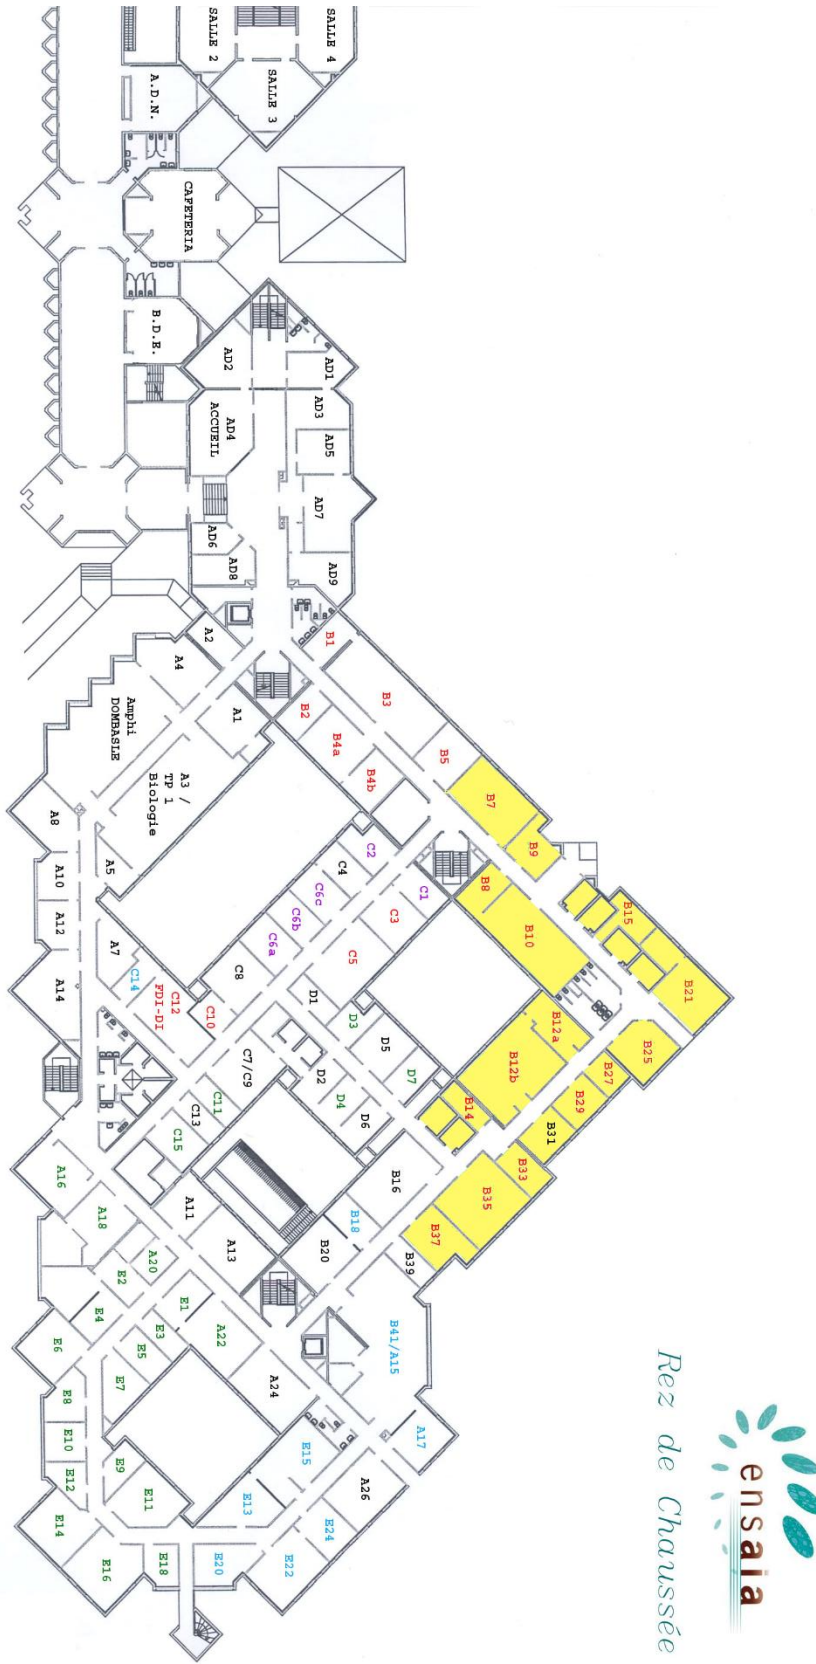 SALLE 2
SALLE 4
SALLE 3
A.D.N.
CAFETERIA
B.D.E.
AD2
AD1
AD3
AD4
ACCUEIL
AD5
AD7
AD6
AD8
AD9
A2
B1
A4
B3
A1
B2
B4a
B5
B4b
Amphi
DOMBASLE
A3 /
TP 1
Biologie
B7
B9
A8
A5
C2
C4
C6c
C6b
C6a
C1
C3
B8
B10
B15
B21
A10
A12
A7
A14
C14
C12
FDI-DI
C10
C8
C5
D1
D3
D5
D7
B12a
B12b
B25
B27
B29
B31
B14
C7/C9
D2
D4
D6
C11
C13
C15
B33
B35
B37
B16
B18
B20
B39
A16
A18
A11
A13
A20
E2
E1
E4
E3
E5
E6
E7
A22
A24
B41/A15
A17
E8
E10
E12
E9
E11
E15
E13
A26
E24
E14
E16
E18
E20
E22
Rez de Chaussée
ensaia